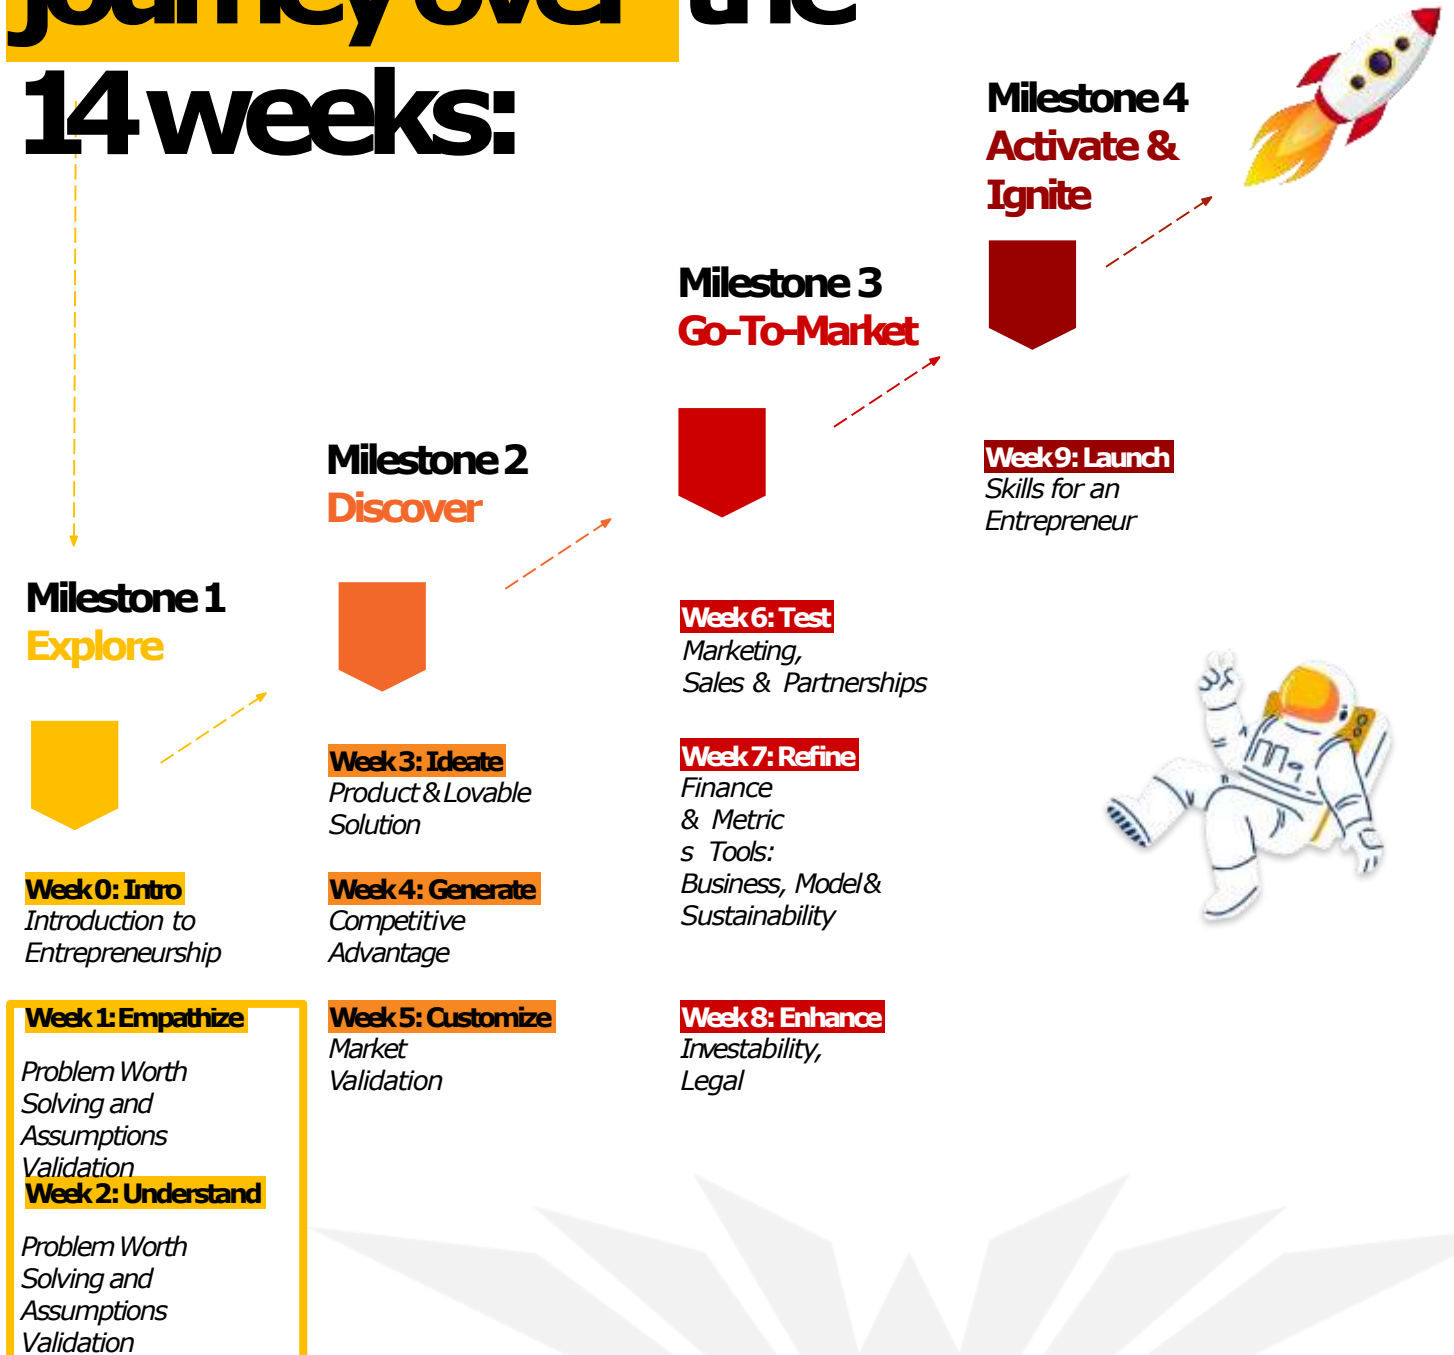 journey over the
14 weeks:
Milestone 1
Explore
Week 0: Intro
Introduction to
Entrepreneurship
Week 1: Empathize
Problem Worth
Solving and
Assumptions
Validation
Week 2: Understand
Problem Worth
Solving and
Assumptions
Validation
Milestone 2
Discover
Week 3: Ideate
Product & Lovable
Solution
Week 4: Generate
Competitive
Advantage
Week 5: Customize
Market
Validation
Milestone 3
Go-To-Market
Week 6: Test
Marketing,
Sales & Partnerships
Week 7: Refine
Finance
& Metric
s Tools:
Business, Model &
Sustainability
Week 8: Enhance
Investability,
Legal
Milestone 4
Activate &
Ignite
Week 9: Launch
Skills for an
Entrepreneur